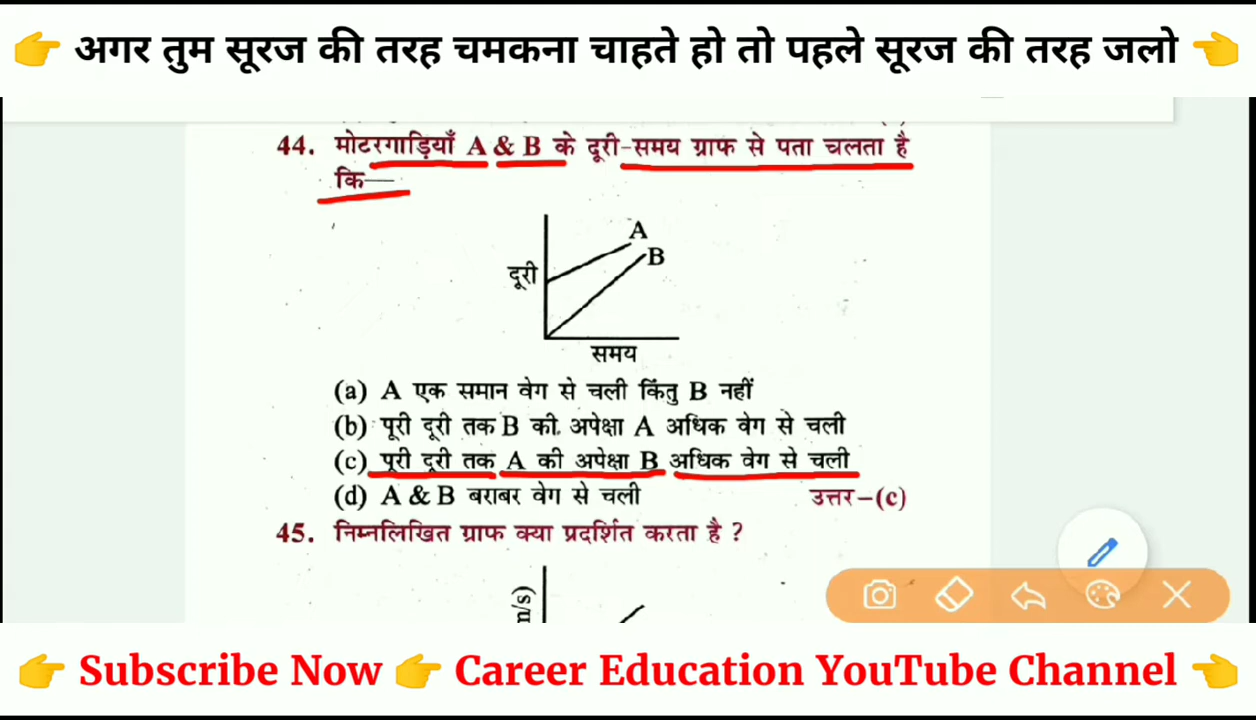 👉 अगर तुम सूरज की तरह चमकना चाहते हो तो पहले सूरज की तरह जलो 👈
44. मोटरगाड़ियाँ A & B के दूरी-समय ग्राफ से पता चलता है
कि—
A
B
दूरी
समय
(a) A एक समान वेग से चली किंतु B नहीं
(b) पूरी दूरी तक B की अपेक्षा A अधिक वेग से चली
(c) पूरी दूरी तक A की अपेक्षा B अधिक वेग से चली
(d) A & B बराबर वेग से चली उत्तर–(c)
45. निम्नलिखित ग्राफ क्या प्रदर्शित करता है ?
👉 Subscribe Now 👉 Career Education YouTube Channel 👈